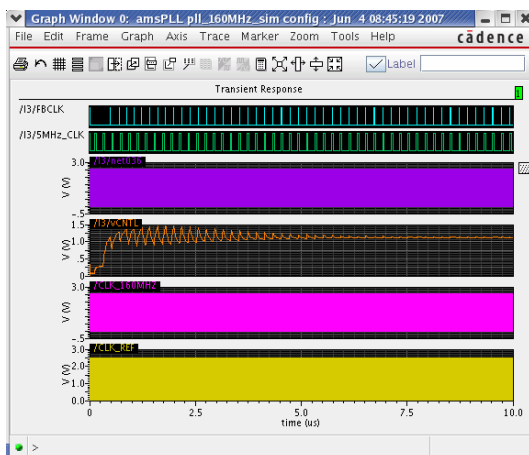 Graph Window 0; amsPLL pll_160MHz_sim config : Jun 4 08:45:19 2007
File Edit Frame Graph Axis Trace Marker Zoom Tools Help cādence
Label
Transient Response
1
/I3/FBCLK
/I3/5MHz_CLK
3.0 /I3/net036
V (V)
-.5
1.5 /I3/vCNTL
1.0
V (V)
.5
0
3.0 /CLK_160MHz
V (V)
-.5
3.0 /CLK_REF
2.0
V (V)
1.0
0.0
0 2.5 5.0 7.5 10.0
time (us)
>